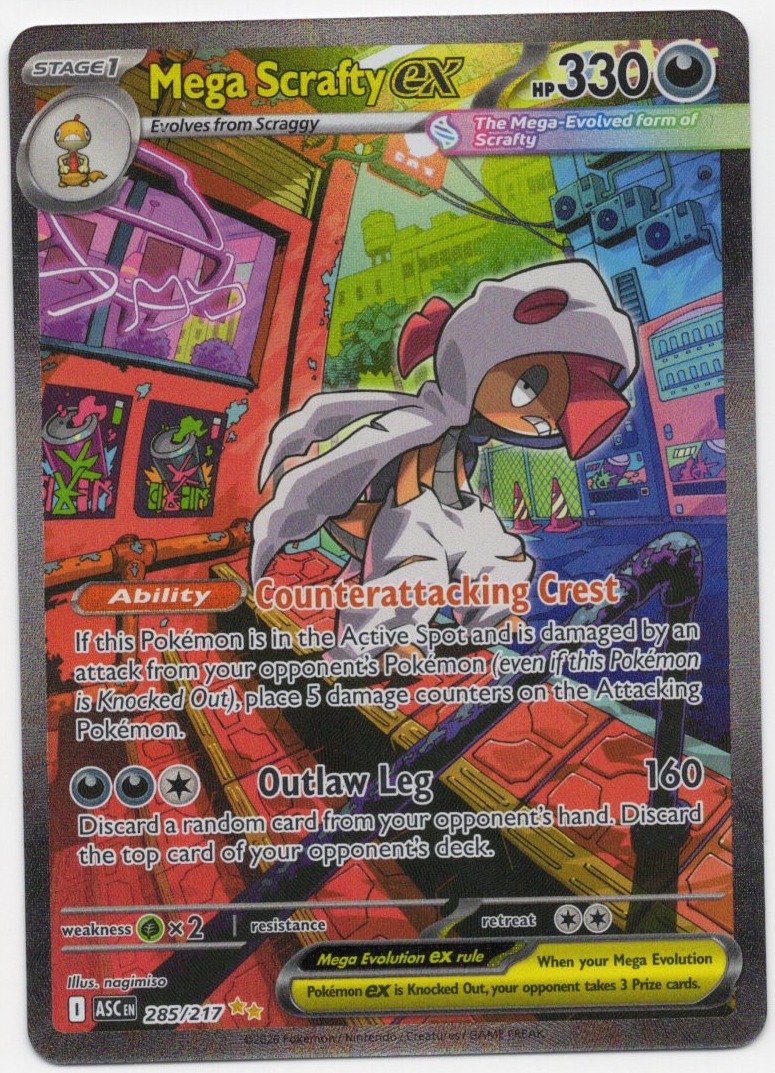 STAGE1
Mega Scrafty ex
HP 330
Evolves from Scraggy
The Mega-Evolved form of
Scrafty
Ability Counterattacking Crest
If this Pokémon is in the Active Spot and is damaged by an
attack from your opponent's Pokémon (even if this Pokémon
is Knocked Out), place 5 damage counters on the Attacking
Pokémon.
Outlaw Leg 160
Discard a random card from your opponent's hand. Discard
the top card of your opponent's deck.
weakness ×2 resistance retreat
Mega Evolution ex rule When your Mega Evolution
Pokémon ex is Knocked Out, your opponent takes 3 Prize cards.
Illus. nagimiso
I ASC EN 285/217
©2026 Pokémon / Nintendo / Creatures / GAME FREAK